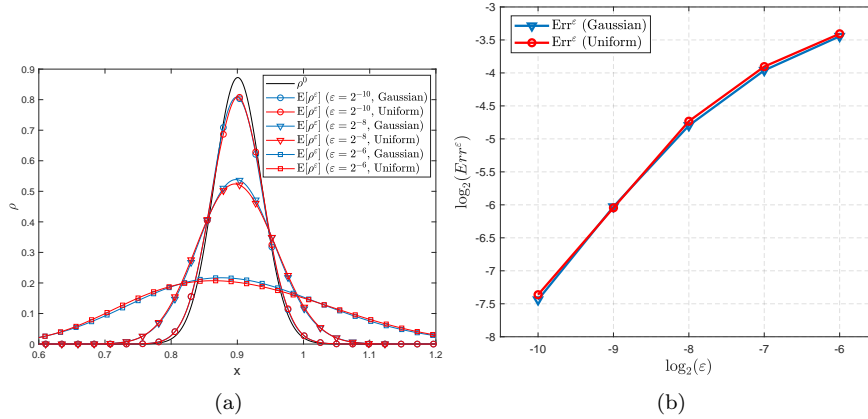 0.9
0.8
0.7
0.6
0.5
0.4
0.3
0.2
0.1
0
ρ
ρ⁰
E[ρ^ε] (ε = 2⁻¹⁰, Gaussian)
E[ρ^ε] (ε = 2⁻¹⁰, Uniform)
E[ρ^ε] (ε = 2⁻⁸, Gaussian)
E[ρ^ε] (ε = 2⁻⁸, Uniform)
E[ρ^ε] (ε = 2⁻⁶, Gaussian)
E[ρ^ε] (ε = 2⁻⁶, Uniform)
0.6 0.7 0.8 0.9 1 1.1 1.2
x
(a)
-3
-3.5
-4
-4.5
-5
-5.5
-6
-6.5
-7
-7.5
-8
log₂(Err^ε)
Err^ε (Gaussian)
Err^ε (Uniform)
-10 -9 -8 -7 -6
log₂(ε)
(b)